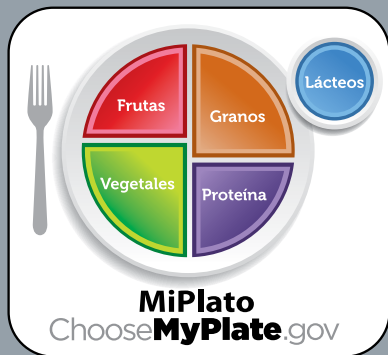 Frutas
Granos
Lácteos
Vegetales
Proteína
MiPlato
ChooseMyPlate.gov